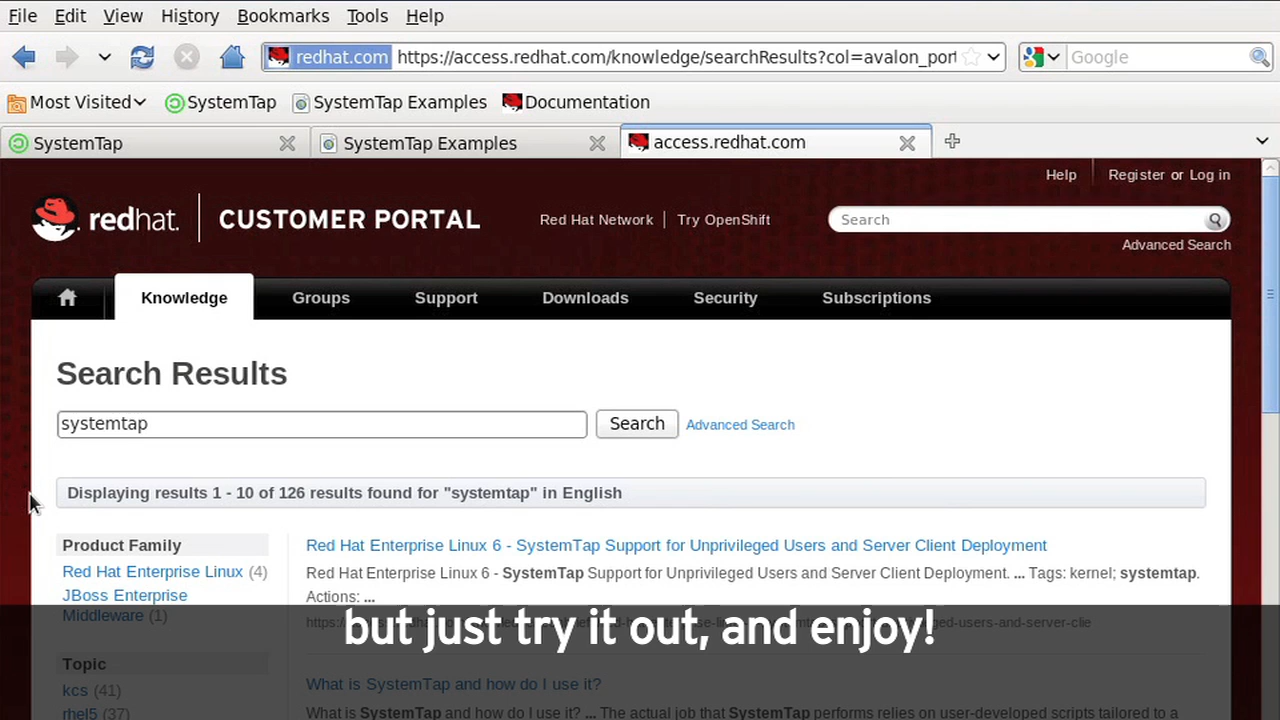 File Edit View History Bookmarks Tools Help
redhat.com https://access.redhat.com/knowledge/searchResults?col=avalon_port Google
Most Visited SystemTap SystemTap Examples Documentation
SystemTap SystemTap Examples access.redhat.com
Help Register or Log in
redhat. CUSTOMER PORTAL Red Hat Network Try OpenShift Search
Advanced Search
Knowledge Groups Support Downloads Security Subscriptions
Search Results
systemtap Search Advanced Search
Displaying results 1 - 10 of 126 results found for "systemtap" in English
Product Family
Red Hat Enterprise Linux (4)
JBoss Enterprise
Middleware (1)
Topic
kcs (41)
rhel5 (37)
Red Hat Enterprise Linux 6 - SystemTap Support for Unprivileged Users and Server Client Deployment
Red Hat Enterprise Linux 6 - SystemTap Support for Unprivileged Users and Server Client Deployment. ... Tags: kernel; systemtap.
Actions: ...
but just try it out, and enjoy!
What is SystemTap and how do I use it?
What is SystemTap and how do I use it? ... The actual job that SystemTap performs relies on user-developed scripts tailored to a